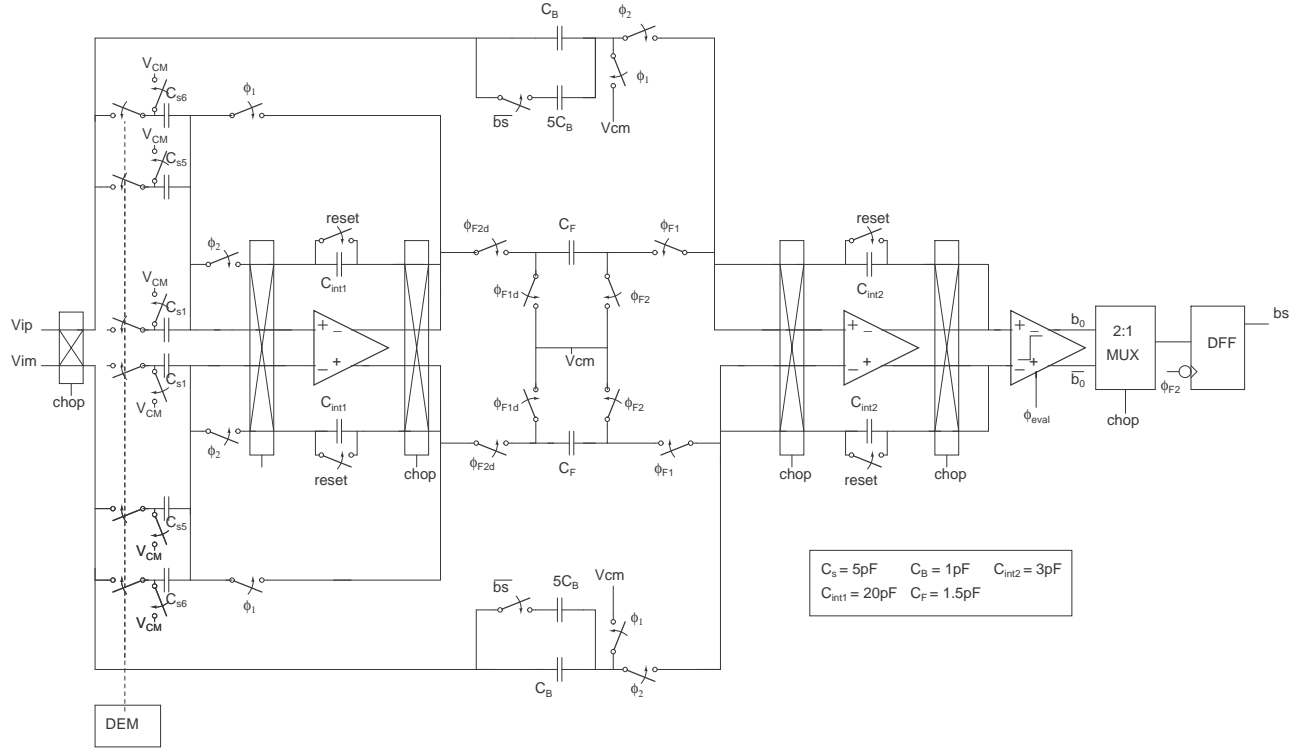 C_B ϕ_2
V_CM
C_s6 ϕ_1 ϕ_1
V_CM bs̅ 5C_B Vcm
C_s5
reset ϕ_F2d C_F ϕ_F1 reset
ϕ_2
V_CM C_int1 ϕ_F1d ϕ_F2 C_int2
C_s1
Vip + − + − b_0 2:1 DFF bs
Vim − + Vcm − + b̅_0 MUX
chop C_s1 C_int1 ϕ_F1d ϕ_F2 C_int2 ϕ_eval chop ϕ_F2
V_CM
ϕ_2 ϕ_F2d C_F ϕ_F1
reset chop chop reset chop
C_s5
V_CM
C_s6 ϕ_1 bs̅ 5C_B Vcm ϕ_1
V_CM
C_B ϕ_2
C_s = 5pF C_B = 1pF C_int2 = 3pF
C_int1 = 20pF C_F = 1.5pF
DEM